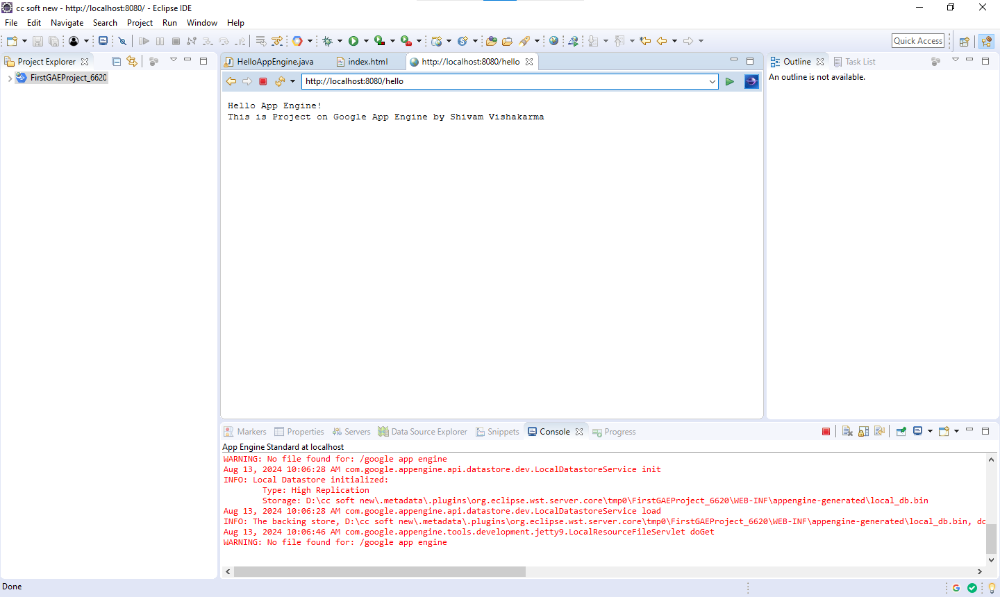 cc soft new - http://localhost:8080/ - Eclipse IDE
File Edit Navigate Search Project Run Window Help
Quick Access
Project Explorer
FirstGAEProject_6620
HelloAppEngine.java index.html http://localhost:8080/hello
http://localhost:8080/hello
Hello App Engine!
This is Project on Google App Engine by Shivam Vishakarma
Outline Task List
An outline is not available.
Markers Properties Servers Data Source Explorer Snippets Console Progress
App Engine Standard at localhost
WARNING: No file found for: /google app engine
Aug 13, 2024 10:06:28 AM com.google.appengine.api.datastore.dev.LocalDatastoreService init
INFO: Local Datastore initialized:
Type: High Replication
Storage: D:\cc soft new\.metadata\.plugins\org.eclipse.wst.server.core\tmp0\FirstGAEProject_6620\WEB-INF\appengine-generated\local_db.bin
Aug 13, 2024 10:06:28 AM com.google.appengine.api.datastore.dev.LocalDatastoreService load
INFO: The backing store, D:\cc soft new\.metadata\.plugins\org.eclipse.wst.server.core\tmp0\FirstGAEProject_6620\WEB-INF\appengine-generated\local_db.bin, do
Aug 13, 2024 10:06:46 AM com.google.appengine.tools.development.jetty9.LocalResourceFileServlet doGet
WARNING: No file found for: /google app engine
Done